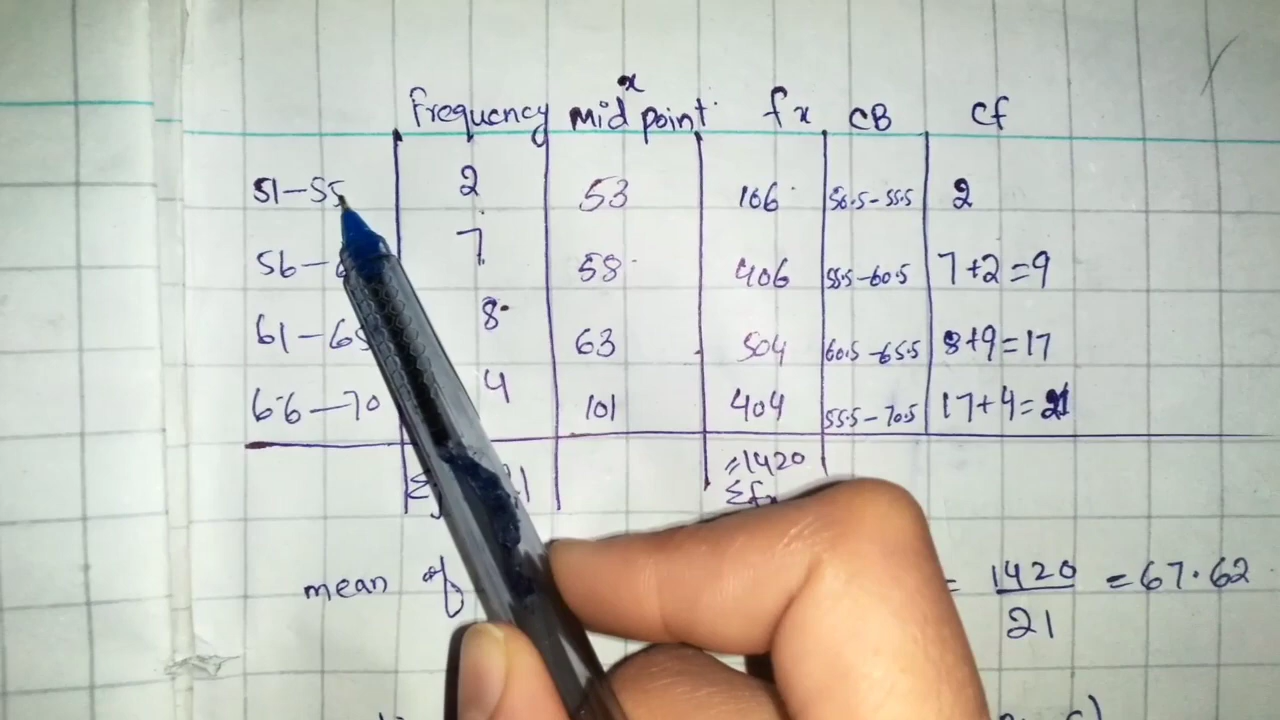 frequency mid point x fx CB Cf
51-55 2 53 106 50.5-55.5 2
56- 7 58 406 55.5-60.5 7+2=9
61-65 8 63 504 60.5-65.5 8+9=17
66-70 4 101 404 55.5-70.5 17+4=21
=1420
Σfx
mean of = 1420/21 =67.62